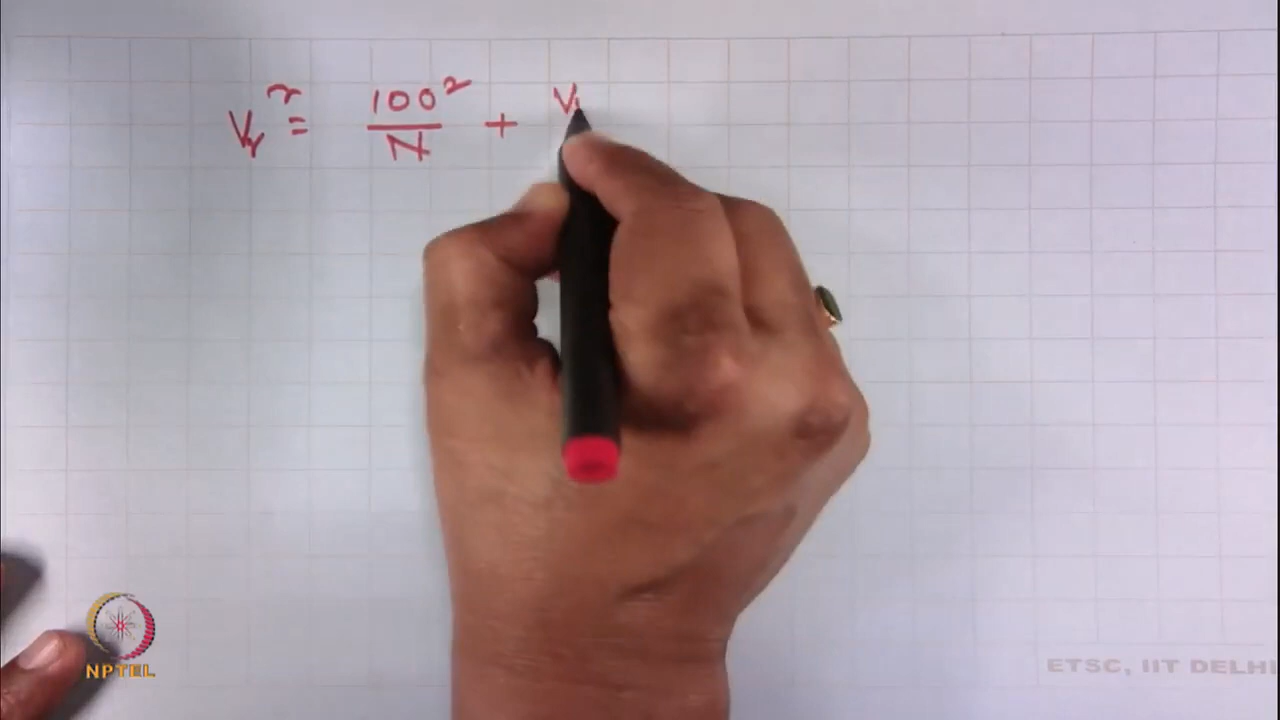 Vr² = 100²/N + V
NPTEL
ETSC, IIT DELHI